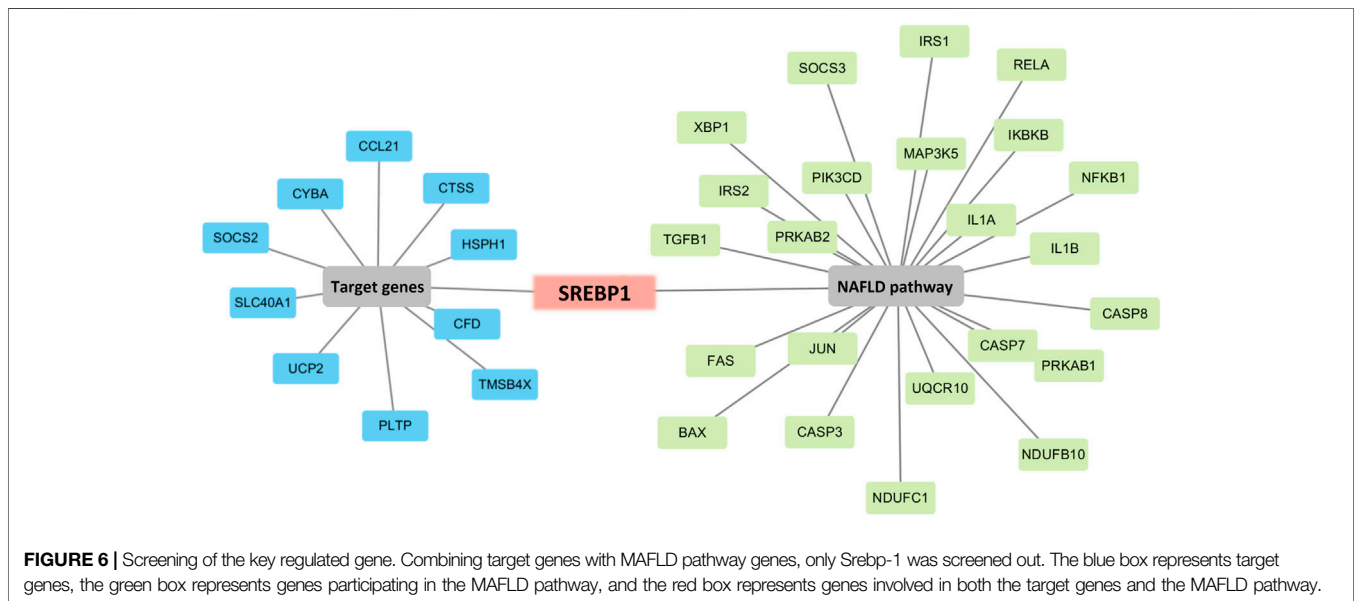 IRS1
SOCS3
RELA
XBP1
IKBKB
CCL21
MAP3K5
CYBA
CTSS
IRS2
PIK3CD
NFKB1
IL1A
SOCS2
HSPH1
TGFB1
PRKAB2
IL1B
Target genes
SREBP1
NAFLD pathway
SLC40A1
CFD
CASP8
UCP2
TMSB4X
FAS
JUN
CASP7
PRKAB1
UQCR10
PLTP
BAX
CASP3
NDUFB10
NDUFC1
FIGURE 6 | Screening of the key regulated gene. Combining target genes with MAFLD pathway genes, only Srebp-1 was screened out. The blue box represents target
genes, the green box represents genes participating in the MAFLD pathway, and the red box represents genes involved in both the target genes and the MAFLD pathway.